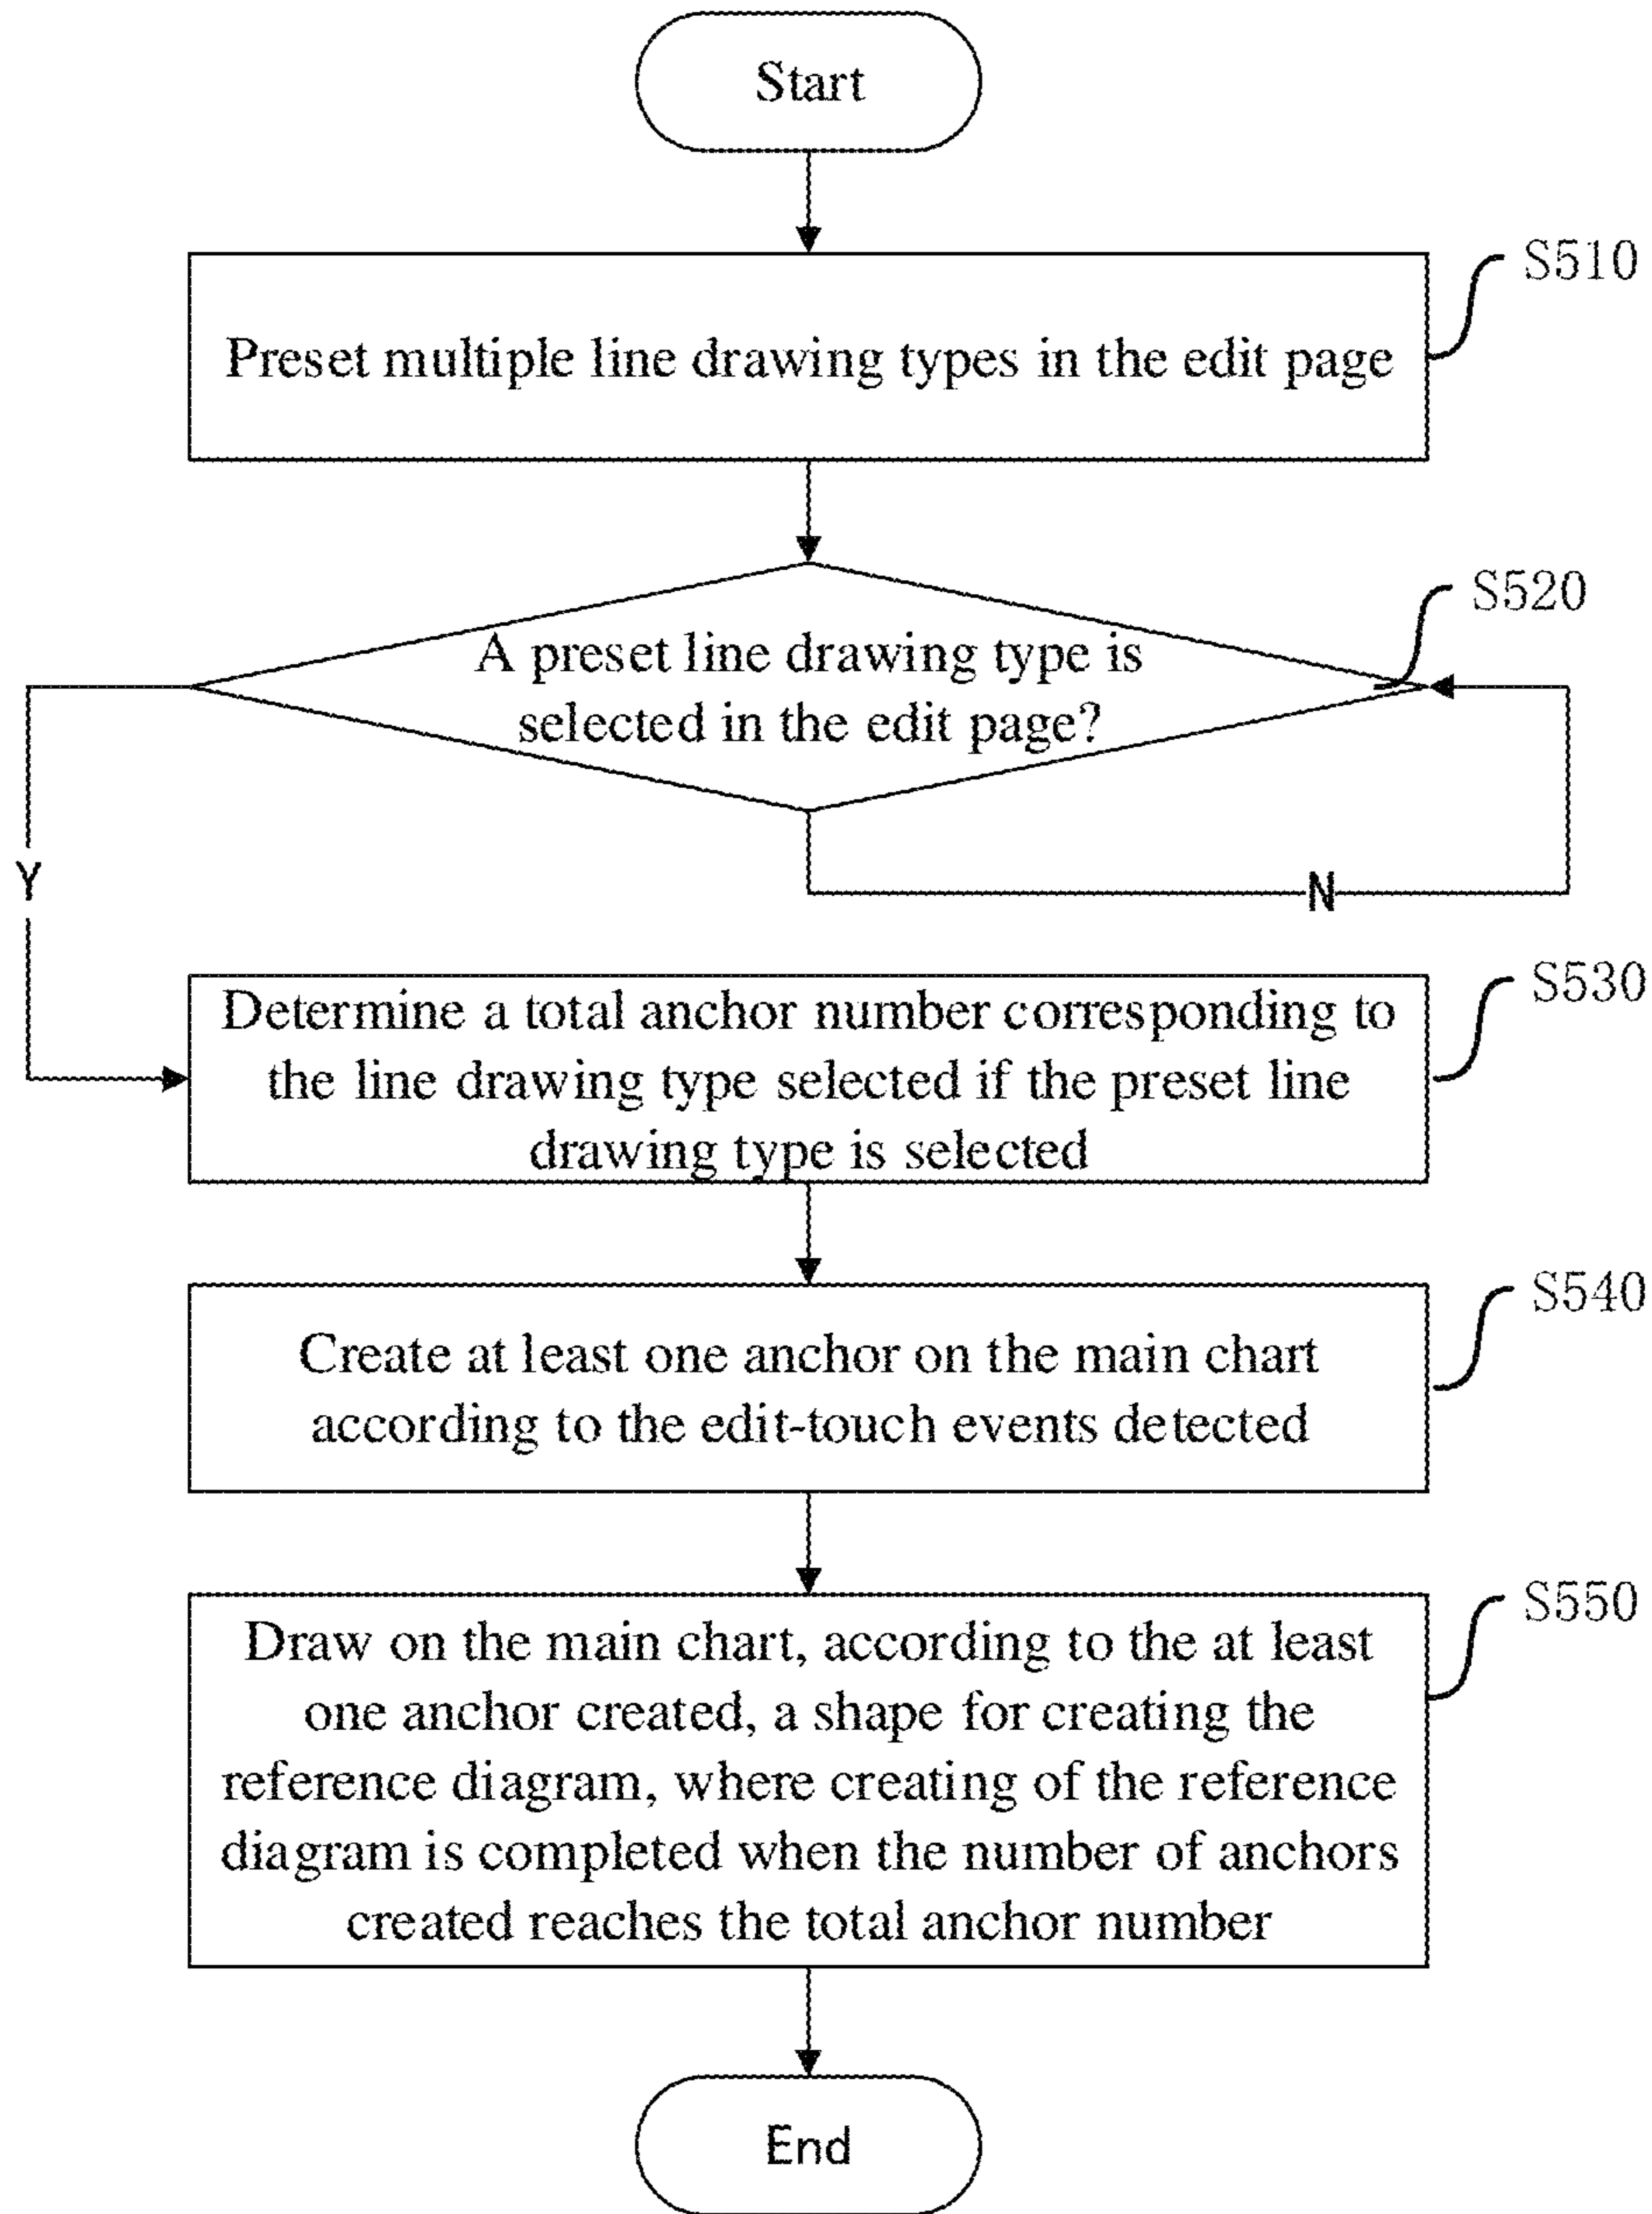 Start
S510
Preset multiple line drawing types in the edit page
S520
A preset line drawing type is
selected in the edit page?
Y
N
S530
Determine a total anchor number corresponding to
the line drawing type selected if the preset line
drawing type is selected
S540
Create at least one anchor on the main chart
according to the edit-touch events detected
S550
Draw on the main chart, according to the at least
one anchor created, a shape for creating the
reference diagram, where creating of the reference
diagram is completed when the number of anchors
created reaches the total anchor number
End